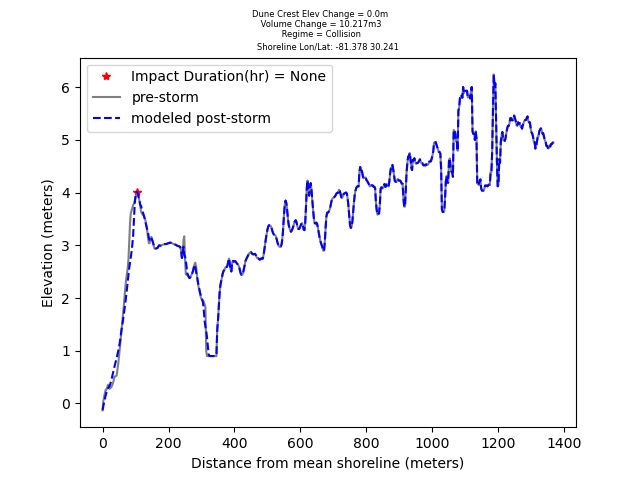 Dune Crest Elev Change = 0.0m
Volume Change = 10.217m3
Regime = Collision
Shoreline Lon/Lat: -81.378 30.241
Impact Duration(hr) = None
pre-storm
modeled post-storm
6
5
4
3
2
1
0
Elevation (meters)
0 200 400 600 800 1000 1200 1400
Distance from mean shoreline (meters)